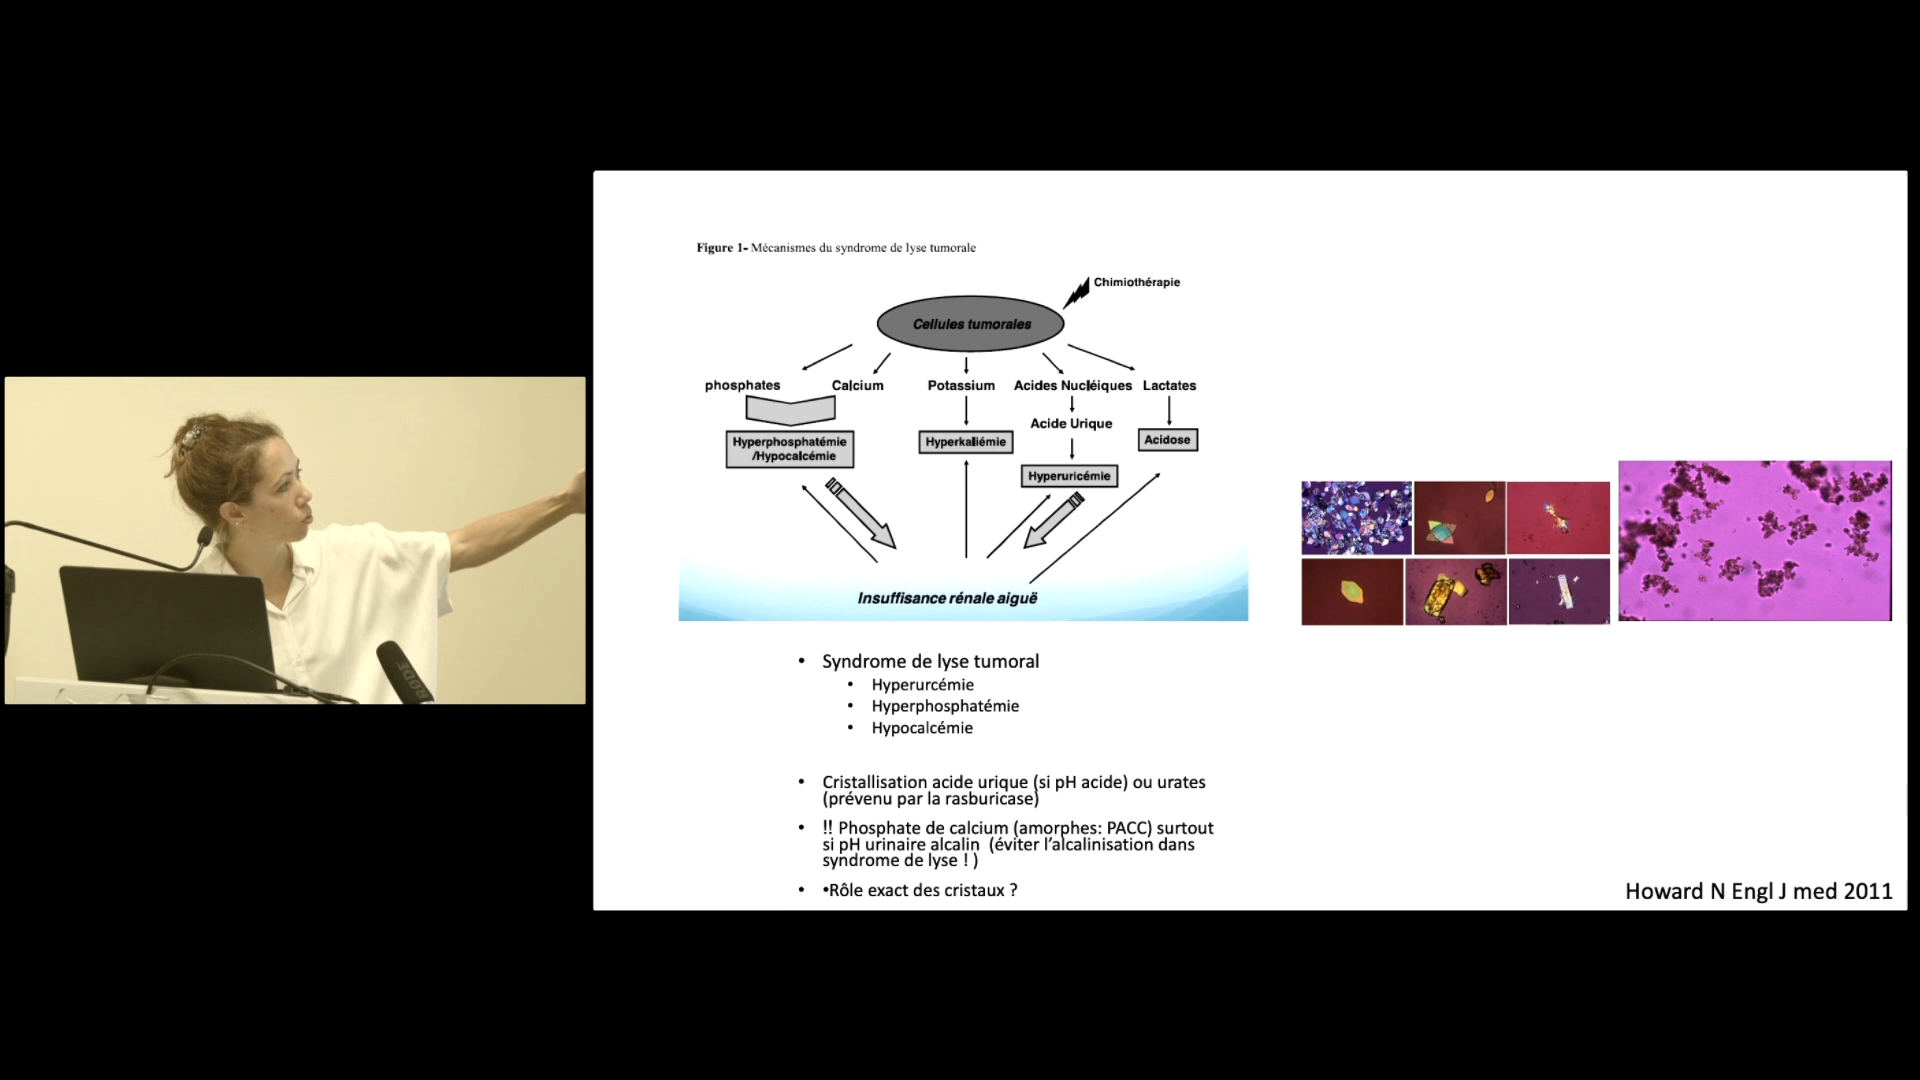 Figure 1- Mécanismes du syndrome de lyse tumorale
Chimiothérapie
Cellules tumorales
phosphates Calcium Potassium Acides Nucléiques Lactates
Acide Urique
Hyperphosphatémie
/Hypocalcémie
Hyperkaliémie
Acidose
Hyperuricémie
Insuffisance rénale aiguë
• Syndrome de lyse tumoral
• Hyperurcémie
• Hyperphosphatémie
• Hypocalcémie
• Cristallisation acide urique (si pH acide) ou urates
(prévenu par la rasburicase)
• !! Phosphate de calcium (amorphes: PACC) surtout
si pH urinaire alcalin (éviter l’alcalinisation dans
syndrome de lyse ! )
• •Rôle exact des cristaux ?
Howard N Engl J med 2011
RØDE